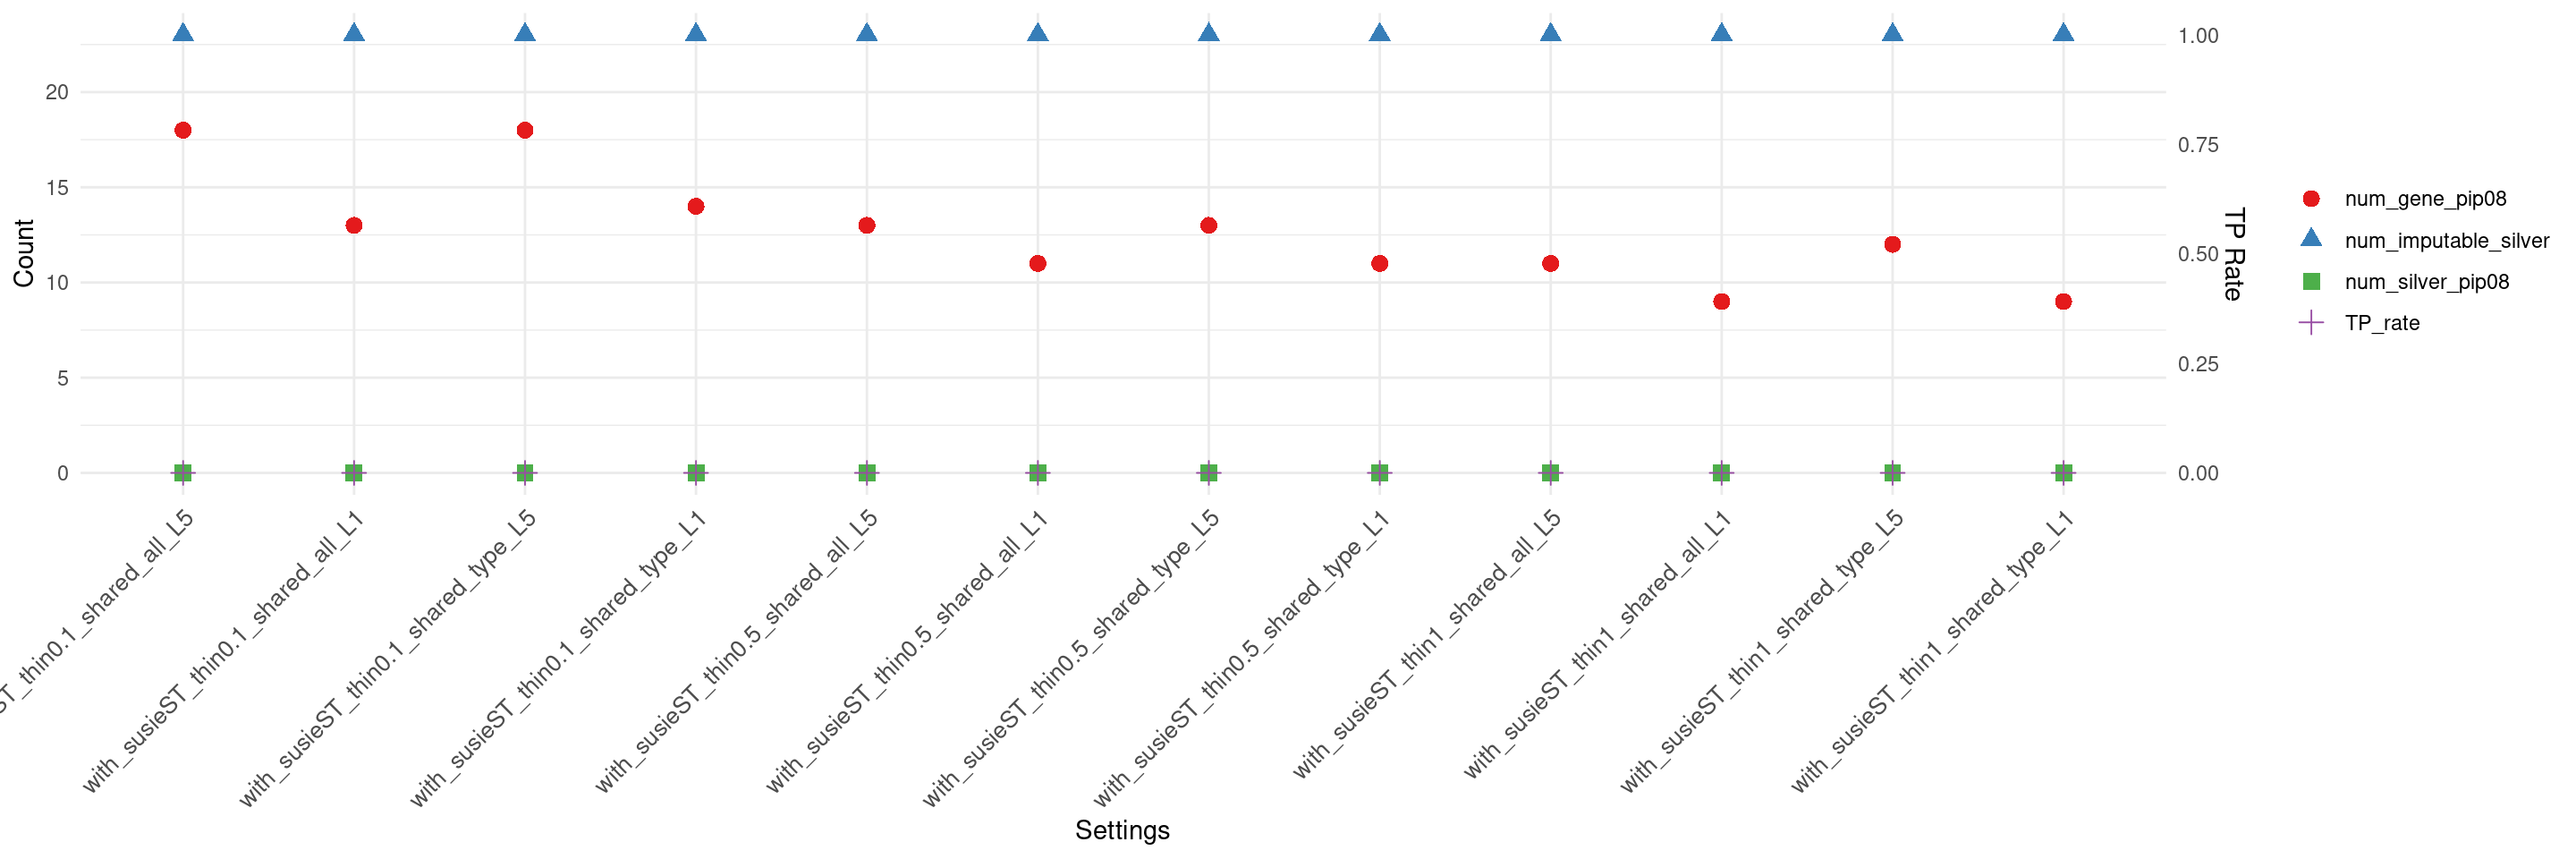 Count
20
15
10
5
0
1.00
0.75
0.50
0.25
0.00
TP Rate
num_gene_pip08
num_imputable_silver
num_silver_pip08
TP_rate
ST_thin0.1_shared_all_L5
with_susieST_thin0.1_shared_all_L1
with_susieST_thin0.1_shared_type_L5
with_susieST_thin0.1_shared_type_L1
with_susieST_thin0.5_shared_all_L5
with_susieST_thin0.5_shared_all_L1
with_susieST_thin0.5_shared_type_L5
with_susieST_thin0.5_shared_type_L1
with_susieST_thin1_shared_all_L5
with_susieST_thin1_shared_all_L1
with_susieST_thin1_shared_type_L5
with_susieST_thin1_shared_type_L1
Settings